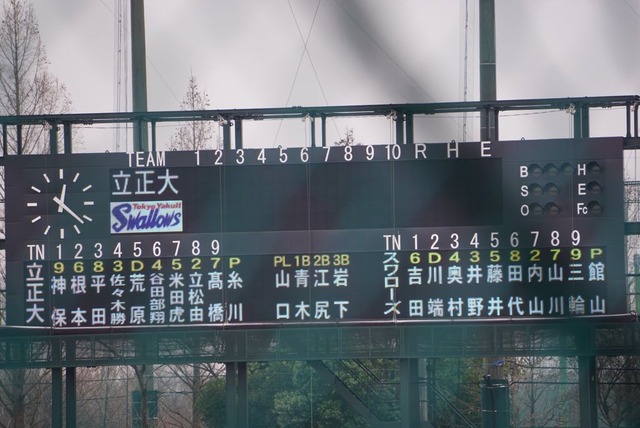 TEAM 1 2 3 4 5 6 7 8 9 10 R H E
立正大
Tokyo Yakult
Swallows
B H
S E
O Fc
TN 1 2 3 4 5 6 7 8 9
9 6 8 3 D 4 5 2 7 P
立正大
神保
根本
平田
佐々木勝
荒原
谷田部翔
米田虎
立松由
髙橋
糸川
PL 1B 2B 3B
山口
青木
江尻
岩下
TN 1 2 3 4 5 6 7 8 9
6 D 4 3 5 8 2 7 9 P
スワローズ
吉田
川端
奥村
井野
藤井
田代
内山
山川
三輪
館山